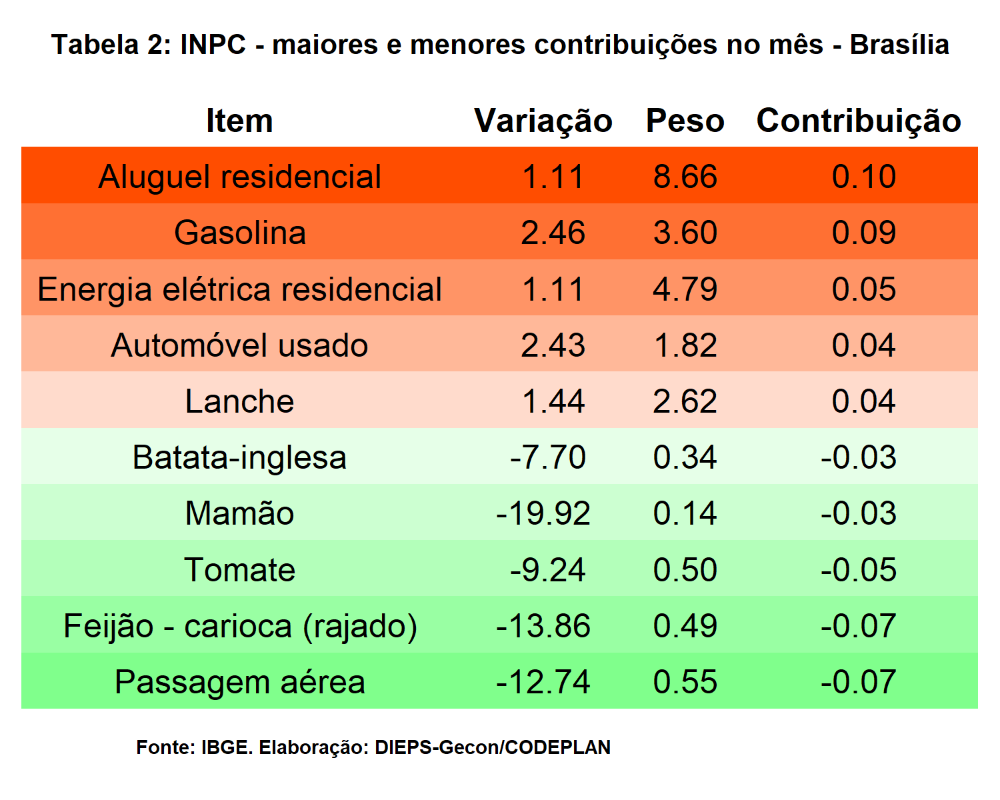 Tabela 2: INPC - maiores e menores contribuições no mês - Brasília
Item Variação Peso Contribuição
Aluguel residencial 1.11 8.66 0.10
Gasolina 2.46 3.60 0.09
Energia elétrica residencial 1.11 4.79 0.05
Automóvel usado 2.43 1.82 0.04
Lanche 1.44 2.62 0.04
Batata-inglesa -7.70 0.34 -0.03
Mamão -19.92 0.14 -0.03
Tomate -9.24 0.50 -0.05
Feijão - carioca (rajado) -13.86 0.49 -0.07
Passagem aérea -12.74 0.55 -0.07
Fonte: IBGE. Elaboração: DIEPS-Gecon/CODEPLAN